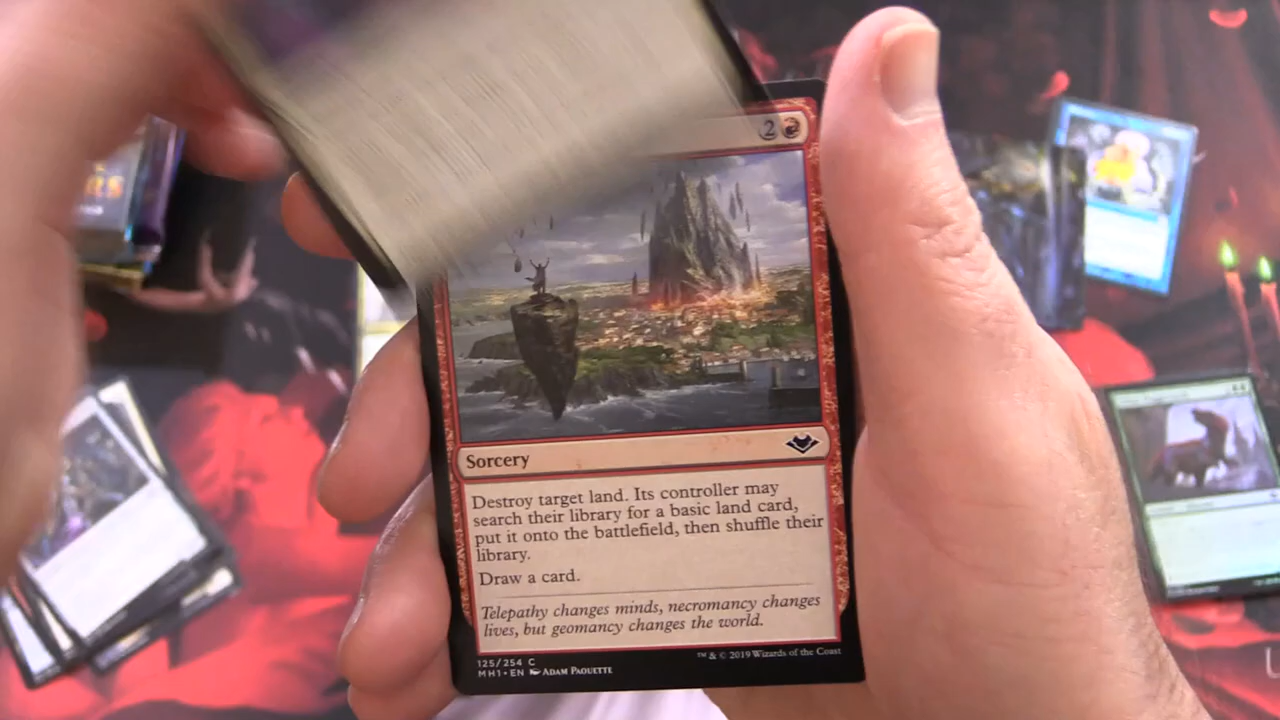 2
Sorcery
Destroy target land. Its controller may
search their library for a basic land card,
put it onto the battlefield, then shuffle their
library.
Draw a card.
Telepathy changes minds, necromancy changes
lives, but geomancy changes the world.
125/254 C
MH1 • EN ADAM PAQUETTE
™ & © 2019 Wizards of the Coast